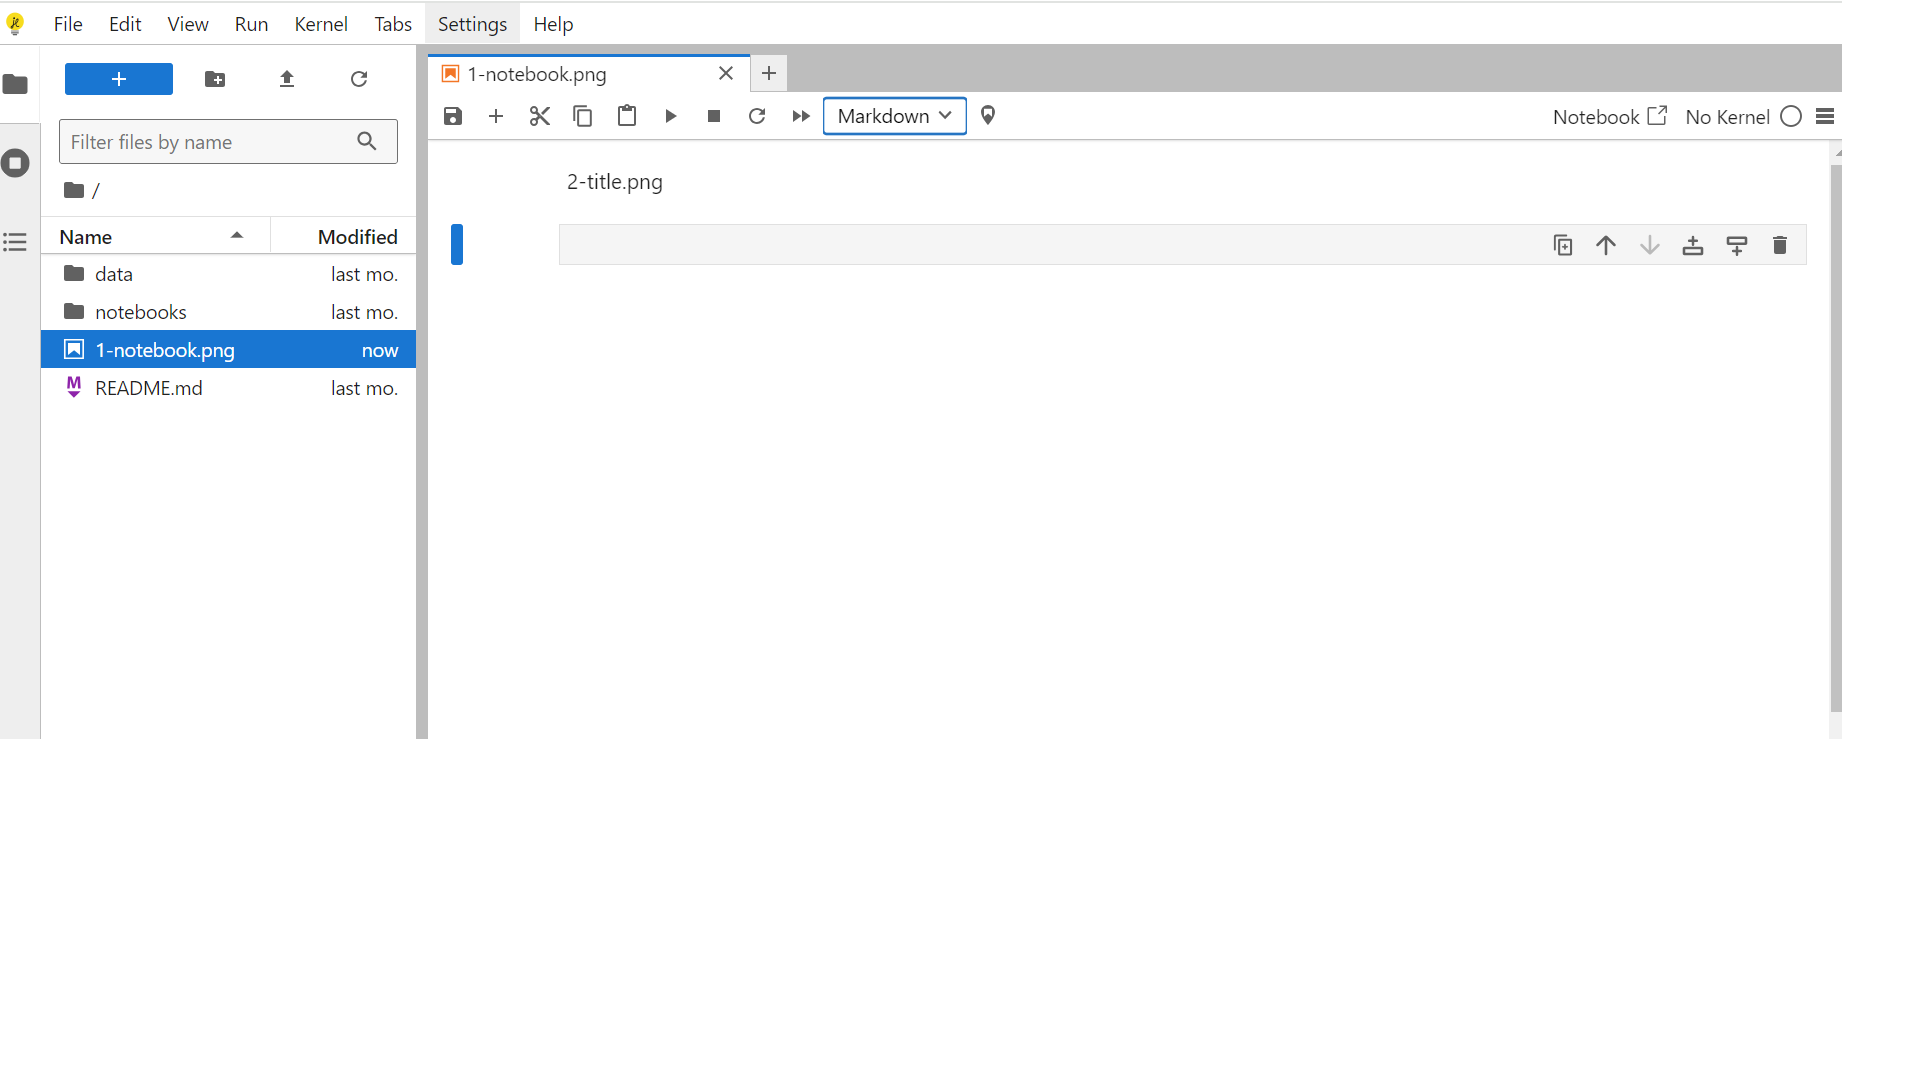 File Edit View Run Kernel Tabs Settings Help
1-notebook.png
Markdown
Notebook No Kernel
Filter files by name
/
Name Modified
data last mo.
notebooks last mo.
1-notebook.png now
README.md last mo.
2-title.png